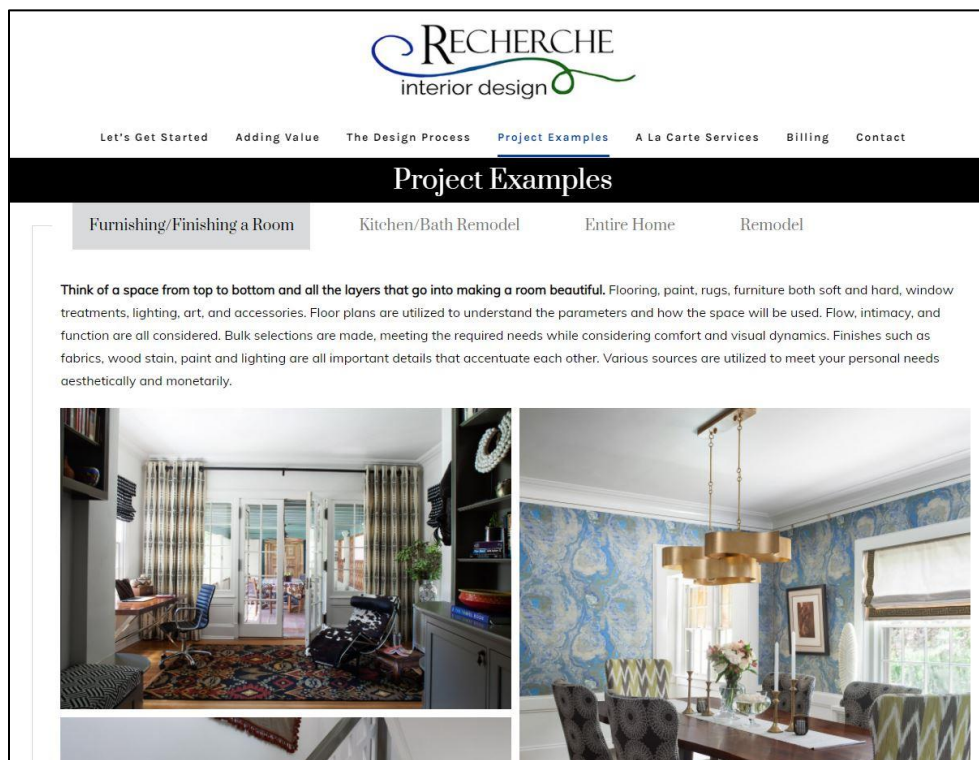 RECHERCHE
interior design
Let's Get Started Adding Value The Design Process Project Examples A La Carte Services Billing Contact
Project Examples
Furnishing/Finishing a Room Kitchen/Bath Remodel Entire Home Remodel
Think of a space from top to bottom and all the layers that go into making a room beautiful. Flooring, paint, rugs, furniture both soft and hard, window
treatments, lighting, art, and accessories. Floor plans are utilized to understand the parameters and how the space will be used. Flow, intimacy, and
function are all considered. Bulk selections are made, meeting the required needs while considering comfort and visual dynamics. Finishes such as
fabrics, wood stain, paint and lighting are all important details that accentuate each other. Various sources are utilized to meet your personal needs
aesthetically and monetarily.